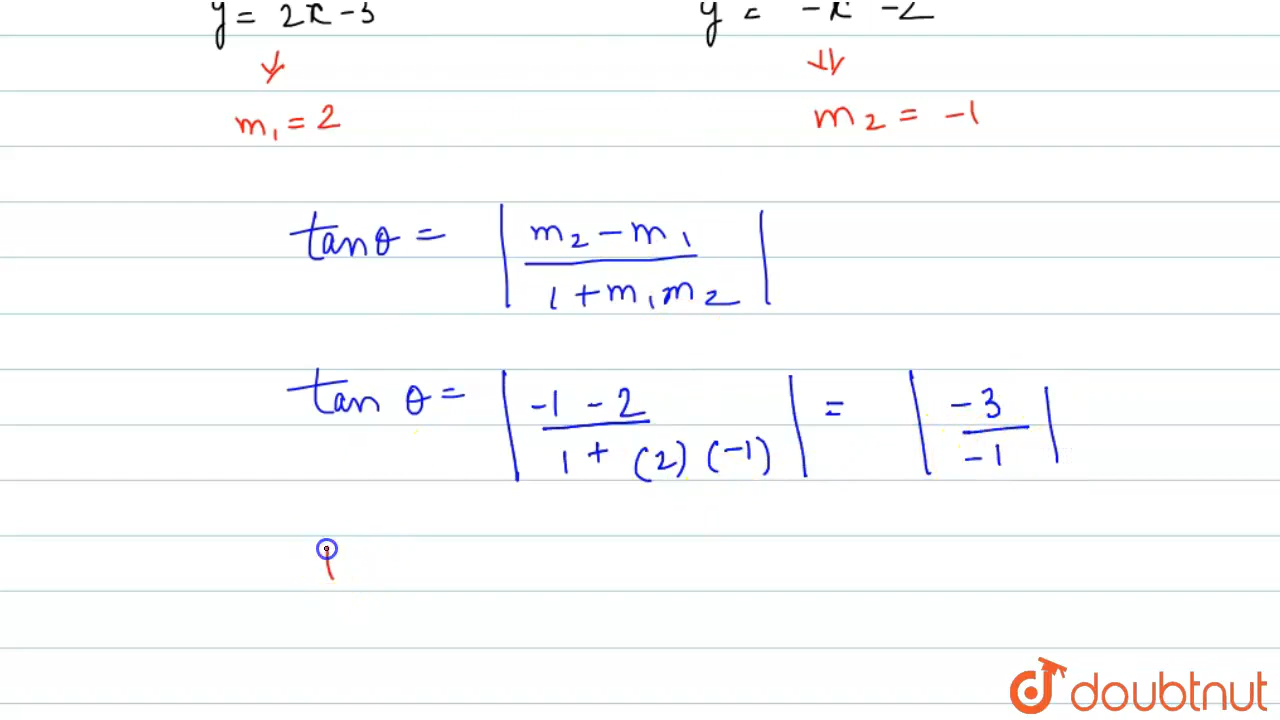 y = 2x - 3 y = -x - 2
m₁ = 2 m₂ = -1
tanθ = | (m₂ - m₁) / (1 + m₁m₂) |
tan θ = | (-1 - 2) / (1 + (2)(-1)) | = | -3 / -1 |
doubtnut